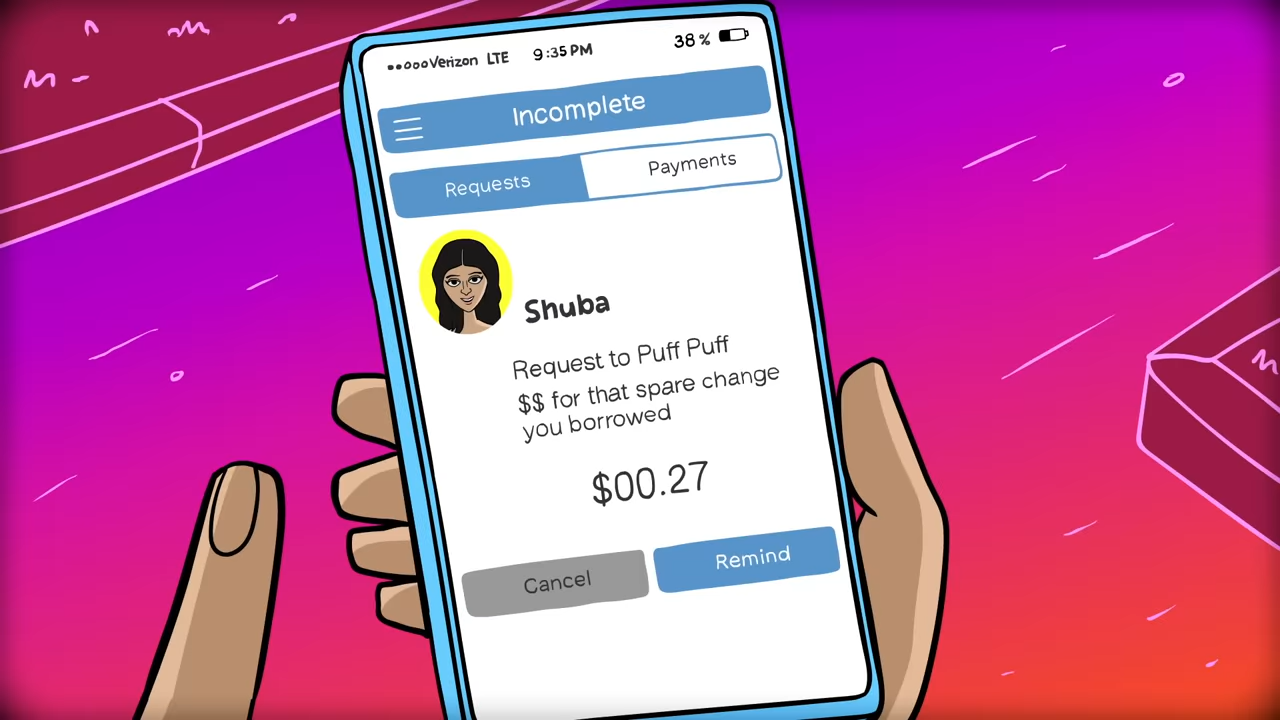 Verizon LTE 9:35 PM 38 %
Incomplete
Requests Payments
Shuba
Request to Puff Puff
$$ for that spare change
you borrowed
$00.27
Cancel Remind